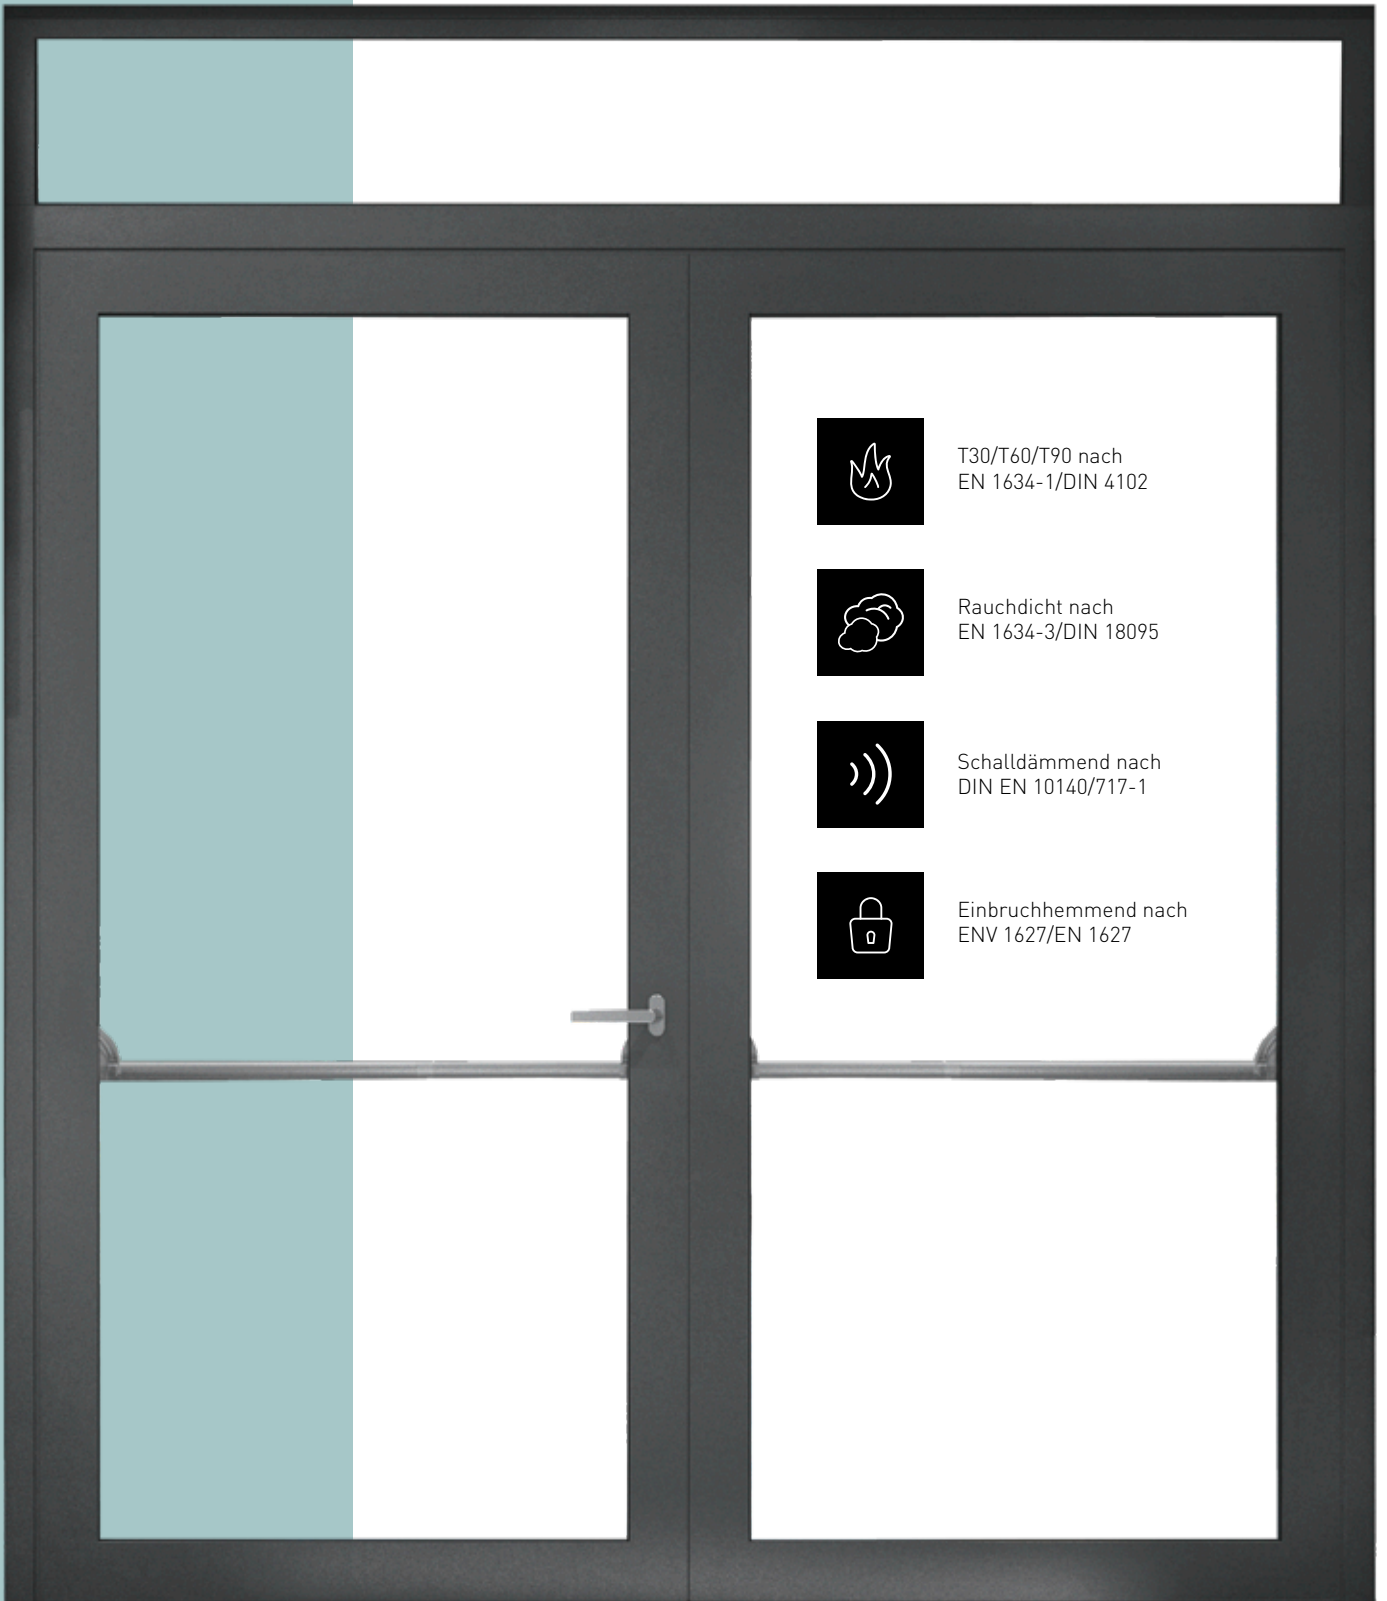 T30/T60/T90 nach
EN 1634-1/DIN 4102
Rauchdicht nach
EN 1634-3/DIN 18095
Schalldämmend nach
DIN EN 10140/717-1
Einbruchhemmend nach
ENV 1627/EN 1627